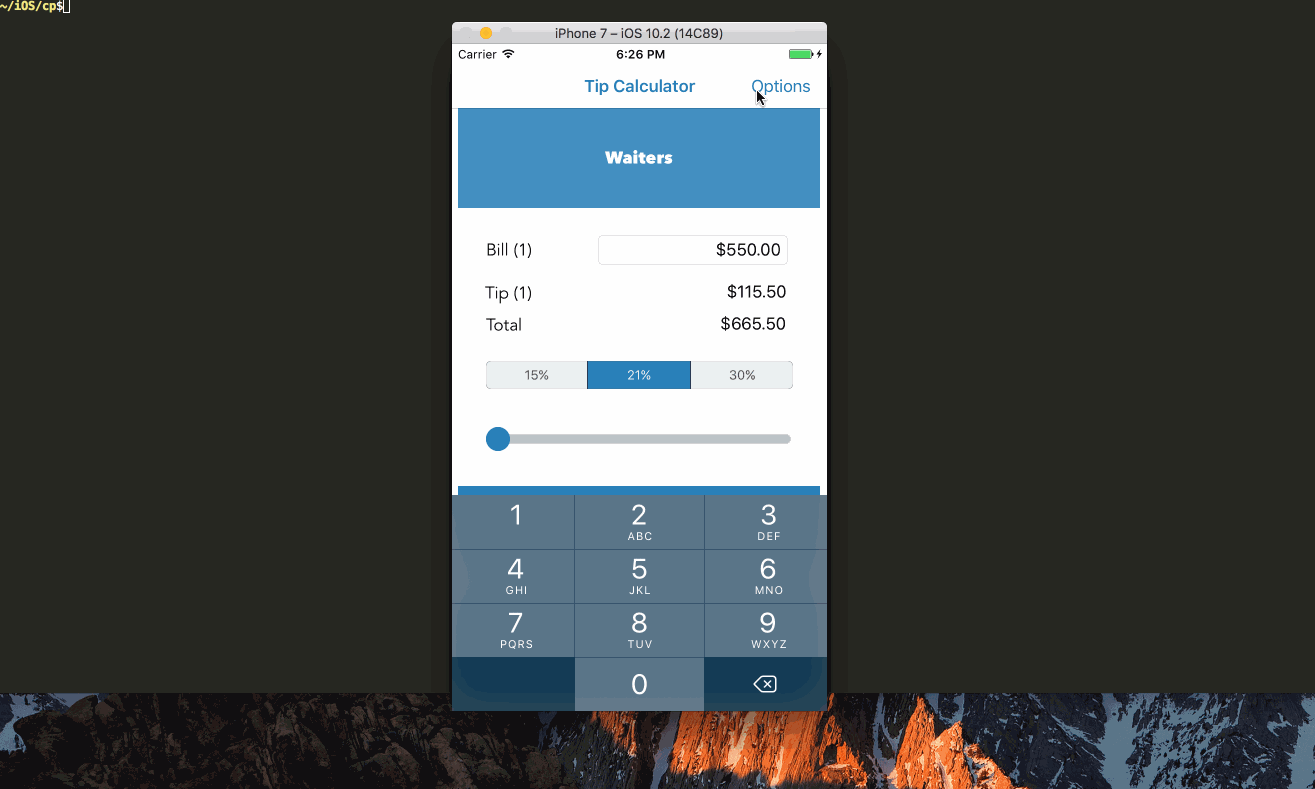 ~/iOS/cp$
iPhone 7 – iOS 10.2 (14C89)
Carrier 6:26 PM
Tip Calculator Options
Waiters
Bill (1) $550.00
Tip (1) $115.50
Total $665.50
15% 21% 30%
1 2 3
ABC DEF
4 5 6
GHI JKL MNO
7 8 9
PQRS TUV WXYZ
0